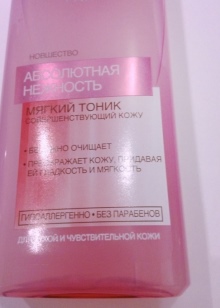 НОВШЕСТВО
АБСОЛЮТНАЯ
НЕЖНОСТЬ
МЯГКИЙ ТОНИК
СОВЕРШЕНСТВУЮЩИЙ КОЖУ
• БЕРЕЖНО ОЧИЩАЕТ
• ПРЕОБРАЖАЕТ КОЖУ, ПРИДАВАЯ
ЕЙ ГЛАДКОСТЬ И МЯГКОСТЬ
ГИПОАЛЛЕРГЕННО • БЕЗ ПАРАБЕНОВ
ДЛЯ СУХОЙ И ЧУВСТВИТЕЛЬНОЙ КОЖИ